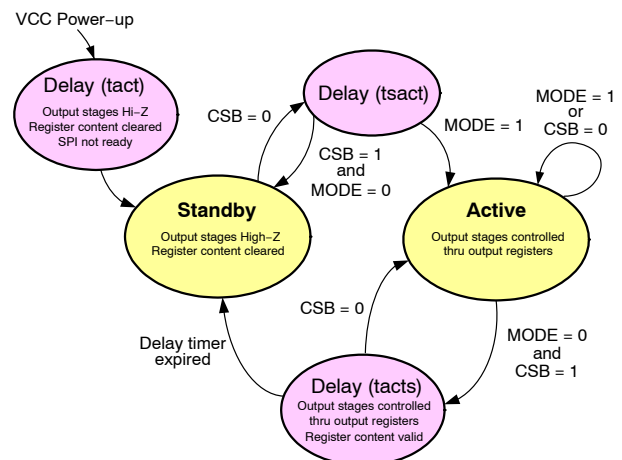 VCC Power−up
Delay (tact)
Output stages Hi−Z
Register content cleared
SPI not ready
CSB = 0
Delay (tsact)
CSB = 1
and
MODE = 0
MODE = 1
MODE = 1
or
CSB = 0
Standby
Output stages High−Z
Register content cleared
Active
Output stages controlled
thru output registers
Delay timer
expired
CSB = 0
MODE = 0
and
CSB = 1
Delay (tacts)
Output stages controlled
thru output registers
Register content valid